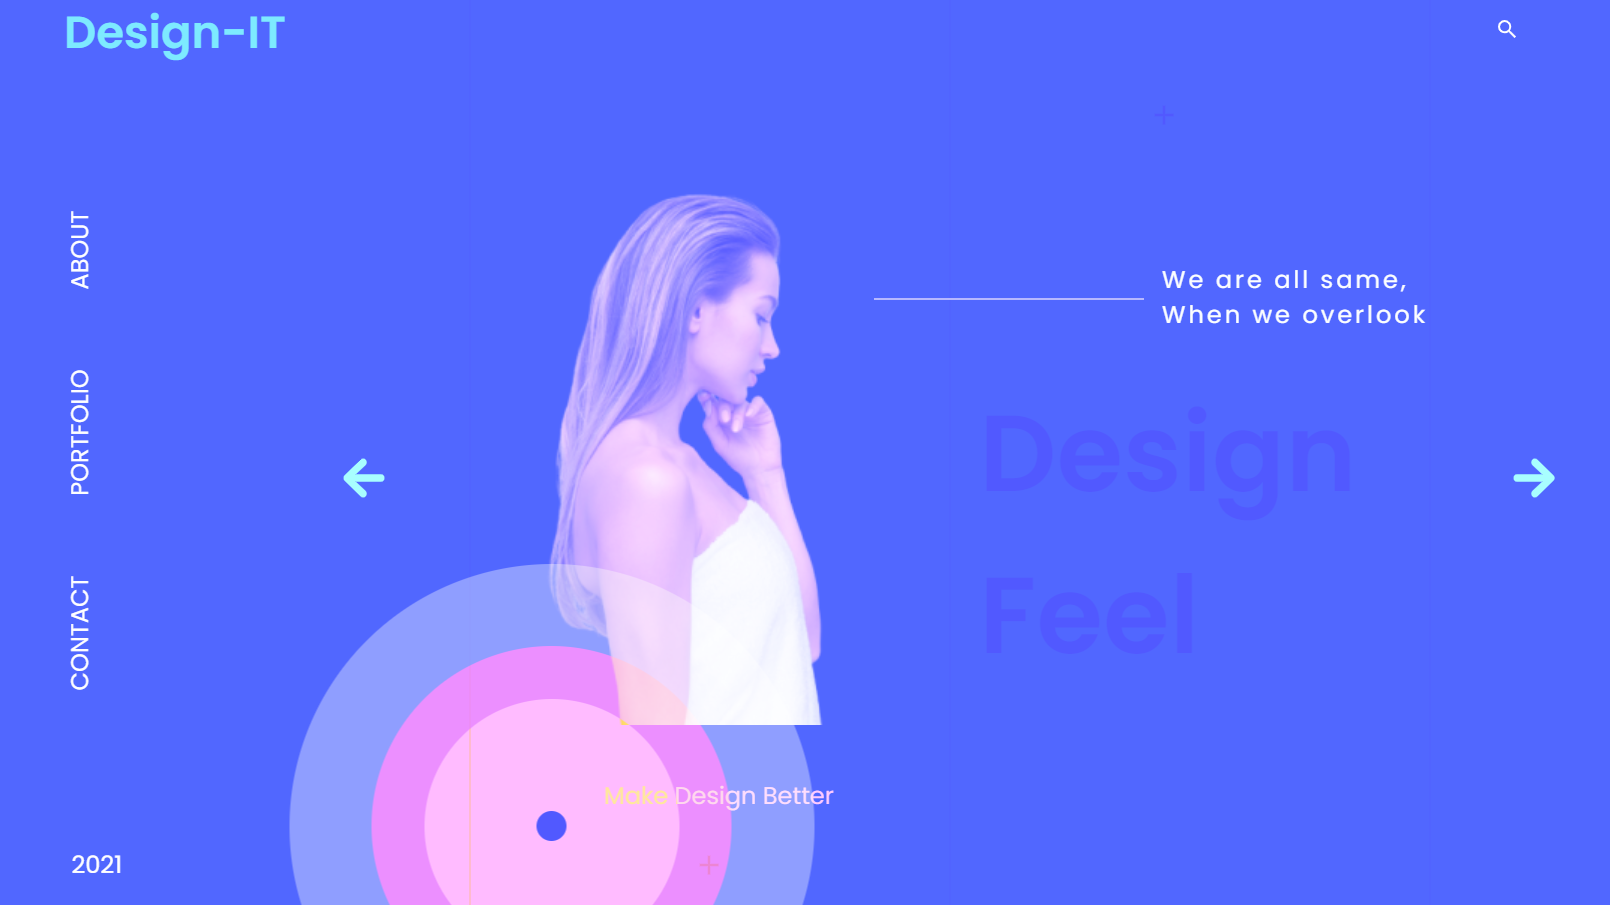 Design-IT
ABOUT
PORTFOLIO
CONTACT
We are all same,
When we overlook
Design
Feel
Make Design Better
2021